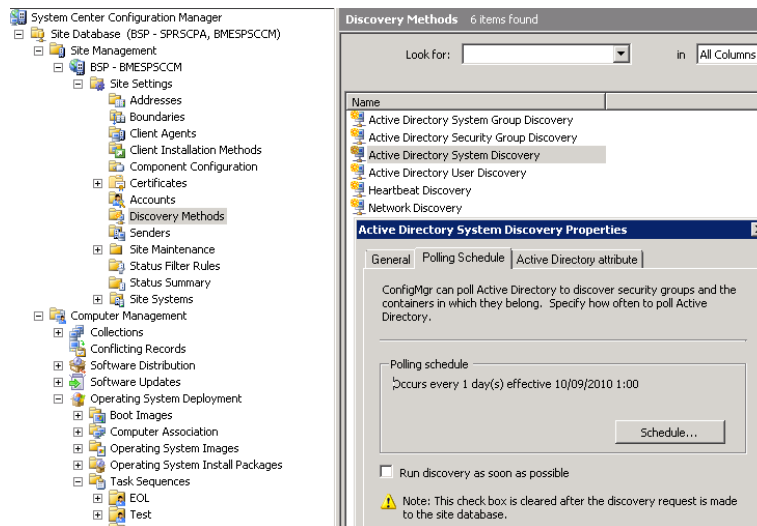 System Center Configuration Manager
Site Database (BSP - SPRSCPA, BMESPSCCM)
Site Management
BSP - BMESPSCCM
Site Settings
Addresses
Boundaries
Client Agents
Client Installation Methods
Component Configuration
Certificates
Accounts
Discovery Methods
Senders
Site Maintenance
Status Filter Rules
Status Summary
Site Systems
Computer Management
Collections
Conflicting Records
Software Distribution
Software Updates
Operating System Deployment
Boot Images
Computer Association
Operating System Images
Operating System Install Packages
Task Sequences
EOL
Test
Discovery Methods 6 items found
Look for: in All Columns
Name
Active Directory System Group Discovery
Active Directory Security Group Discovery
Active Directory System Discovery
Active Directory User Discovery
Heartbeat Discovery
Network Discovery
Active Directory System Discovery Properties
General Polling Schedule Active Directory attribute
ConfigMgr can poll Active Directory to discover security groups and the
containers in which they belong. Specify how often to poll Active
Directory.
Polling schedule
Occurs every 1 day(s) effective 10/09/2010 1:00
Schedule...
Run discovery as soon as possible
Note: This check box is cleared after the discovery request is made
to the site database.